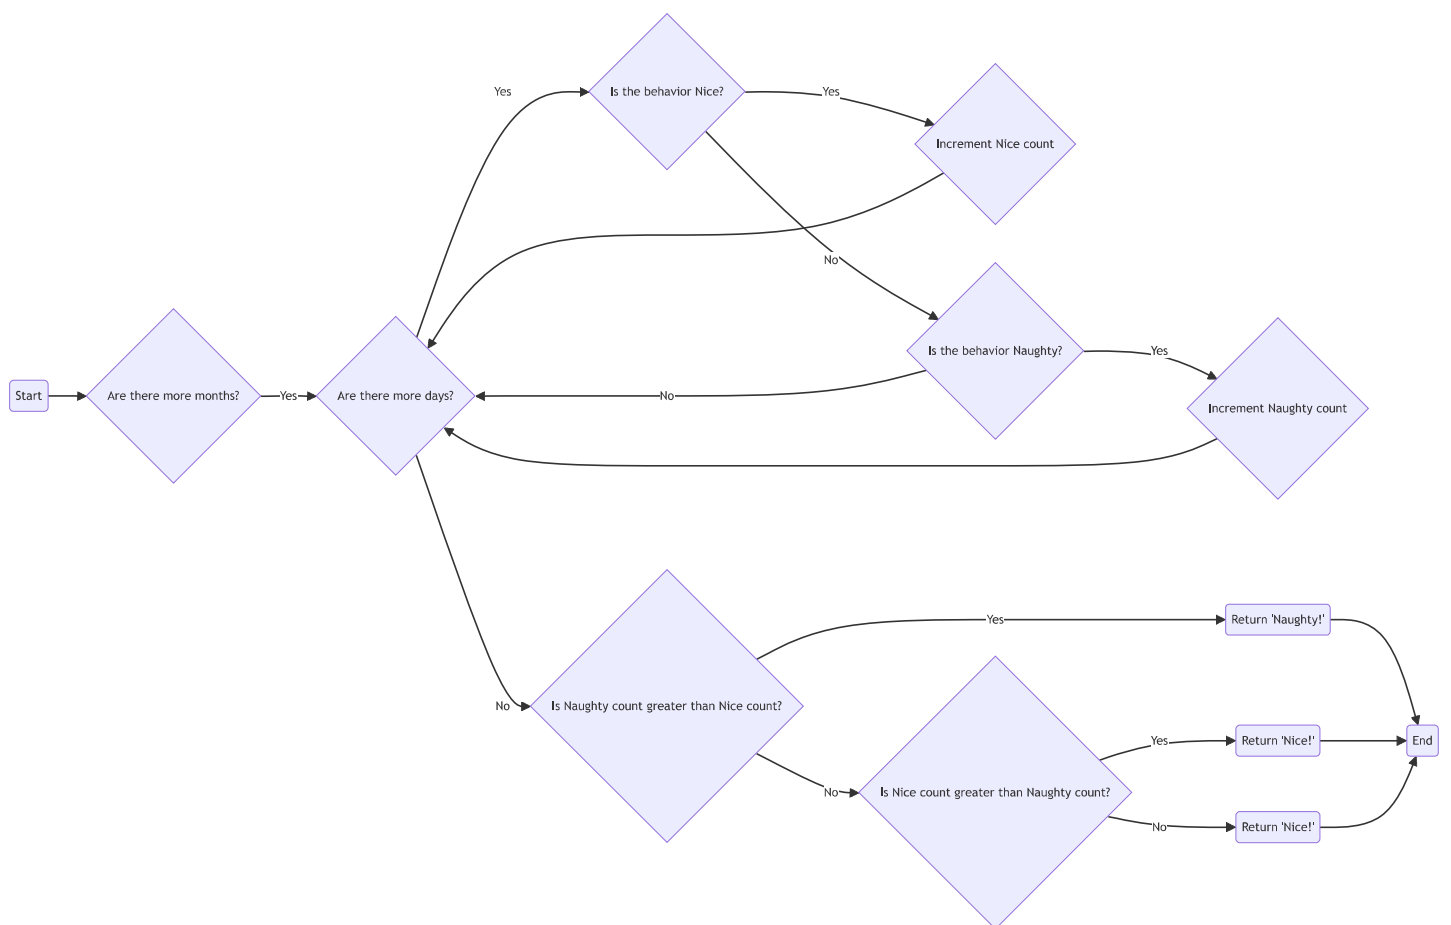 Start
Are there more months?
Yes
Are there more days?
Yes
Is the behavior Nice?
Yes
Increment Nice count
No
Is the behavior Naughty?
Yes
Increment Naughty count
No
No
Is Naughty count greater than Nice count?
Yes
Return 'Naughty!'
No
Is Nice count greater than Naughty count?
Yes
Return 'Nice!'
No
Return 'Nice!'
End